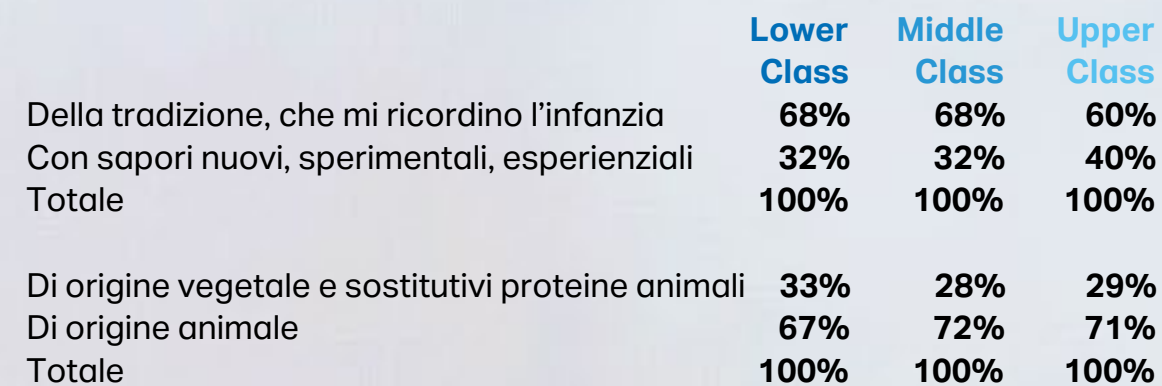 Lower Middle Upper
Class Class Class
Della tradizione, che mi ricordino l’infanzia 68% 68% 60%
Con sapori nuovi, sperimentali, esperienziali 32% 32% 40%
Totale 100% 100% 100%
Di origine vegetale e sostitutivi proteine animali 33% 28% 29%
Di origine animale 67% 72% 71%
Totale 100% 100% 100%